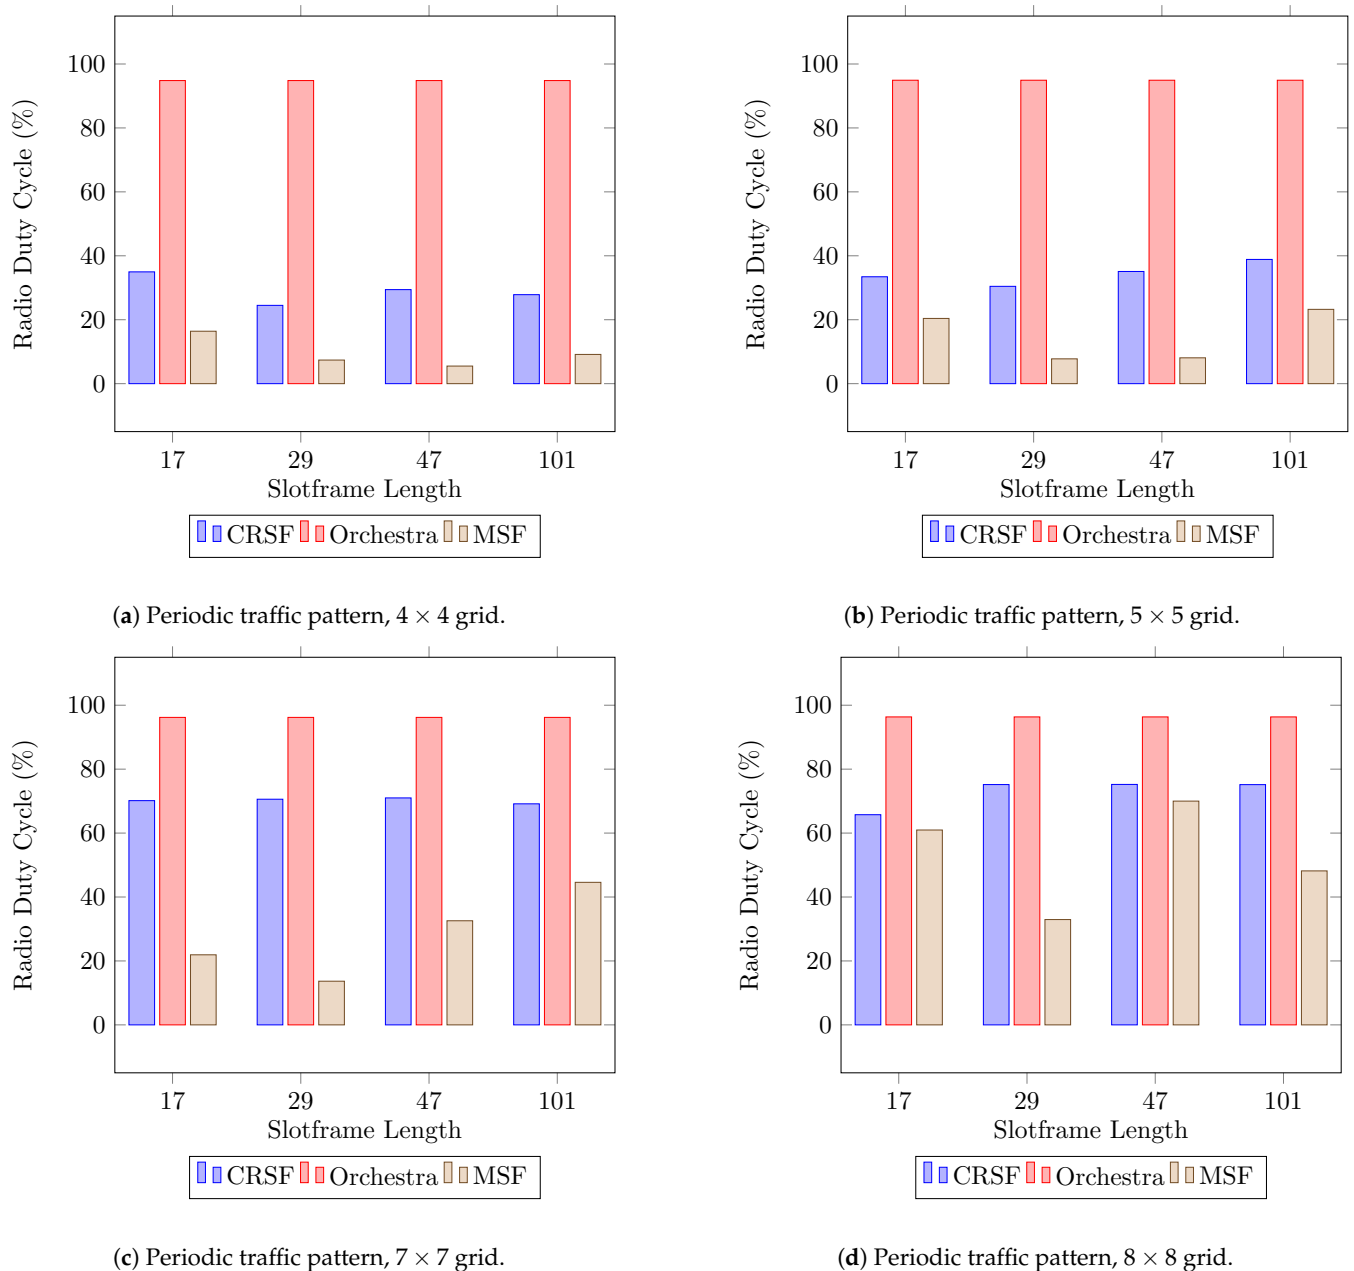 100
80
60
40
20
0
Radio Duty Cycle (%)
17 29 47 101
Slotframe Length
CRSF Orchestra MSF
(a) Periodic traffic pattern, 4 × 4 grid.
100
80
60
40
20
0
Radio Duty Cycle (%)
17 29 47 101
Slotframe Length
CRSF Orchestra MSF
(b) Periodic traffic pattern, 5 × 5 grid.
100
80
60
40
20
0
Radio Duty Cycle (%)
17 29 47 101
Slotframe Length
CRSF Orchestra MSF
(c) Periodic traffic pattern, 7 × 7 grid.
100
80
60
40
20
0
Radio Duty Cycle (%)
17 29 47 101
Slotframe Length
CRSF Orchestra MSF
(d) Periodic traffic pattern, 8 × 8 grid.